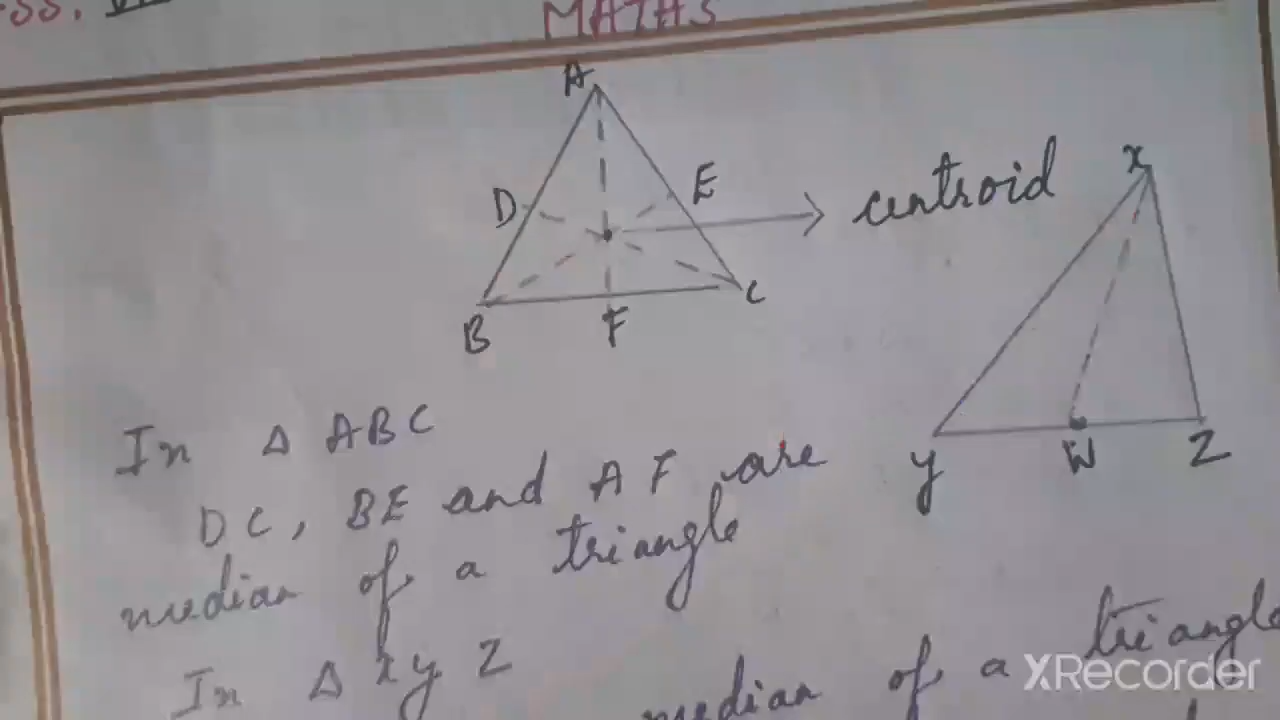 MATHS
A
D
E
centroid
B
F
C
X
Y
W
Z
In Δ ABC
DC, BE and AF are
median of a triangle
In Δ XYZ
median of a triangle
XRecorder